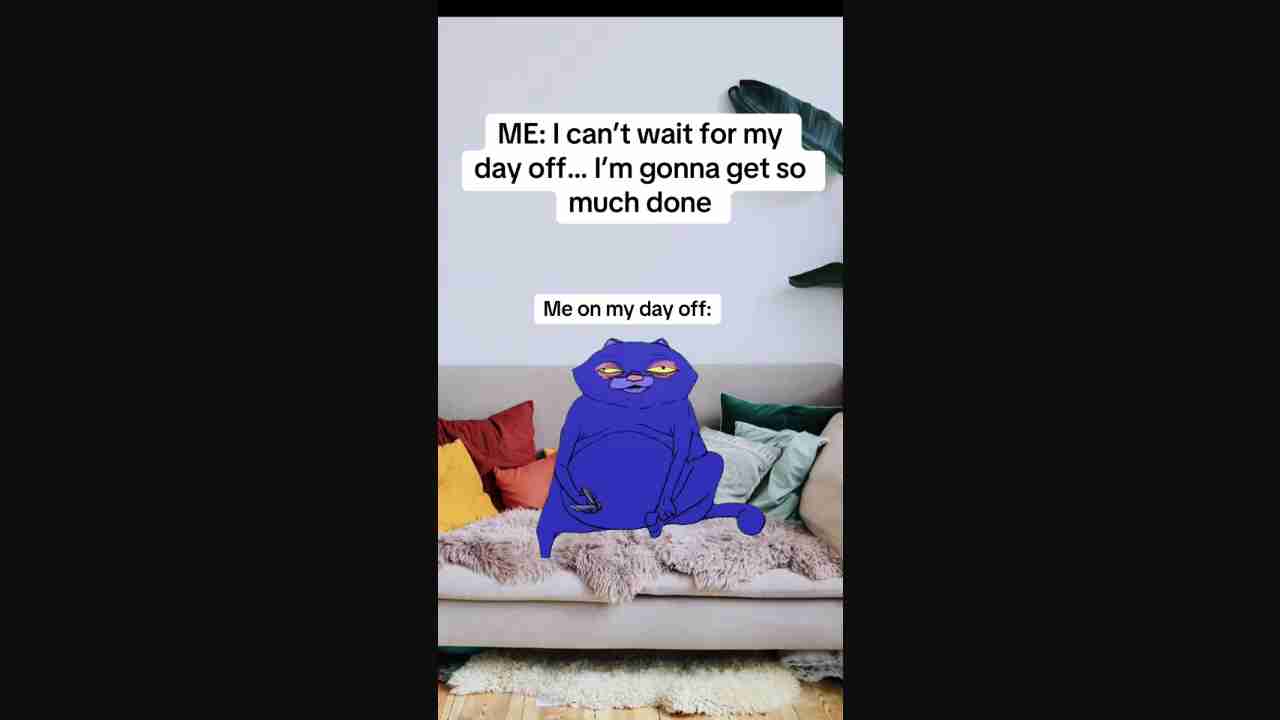 ME: I can’t wait for my
day off... I’m gonna get so
much done
Me on my day off: